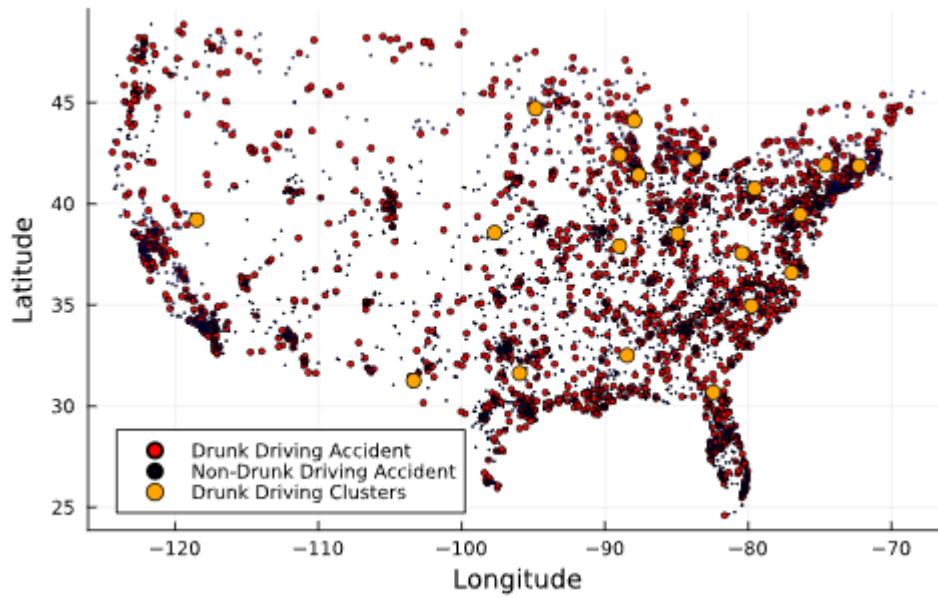 45
40
35
30
25
Latitude
Drunk Driving Accident
Non-Drunk Driving Accident
Drunk Driving Clusters
−120 −110 −100 −90 −80 −70
Longitude